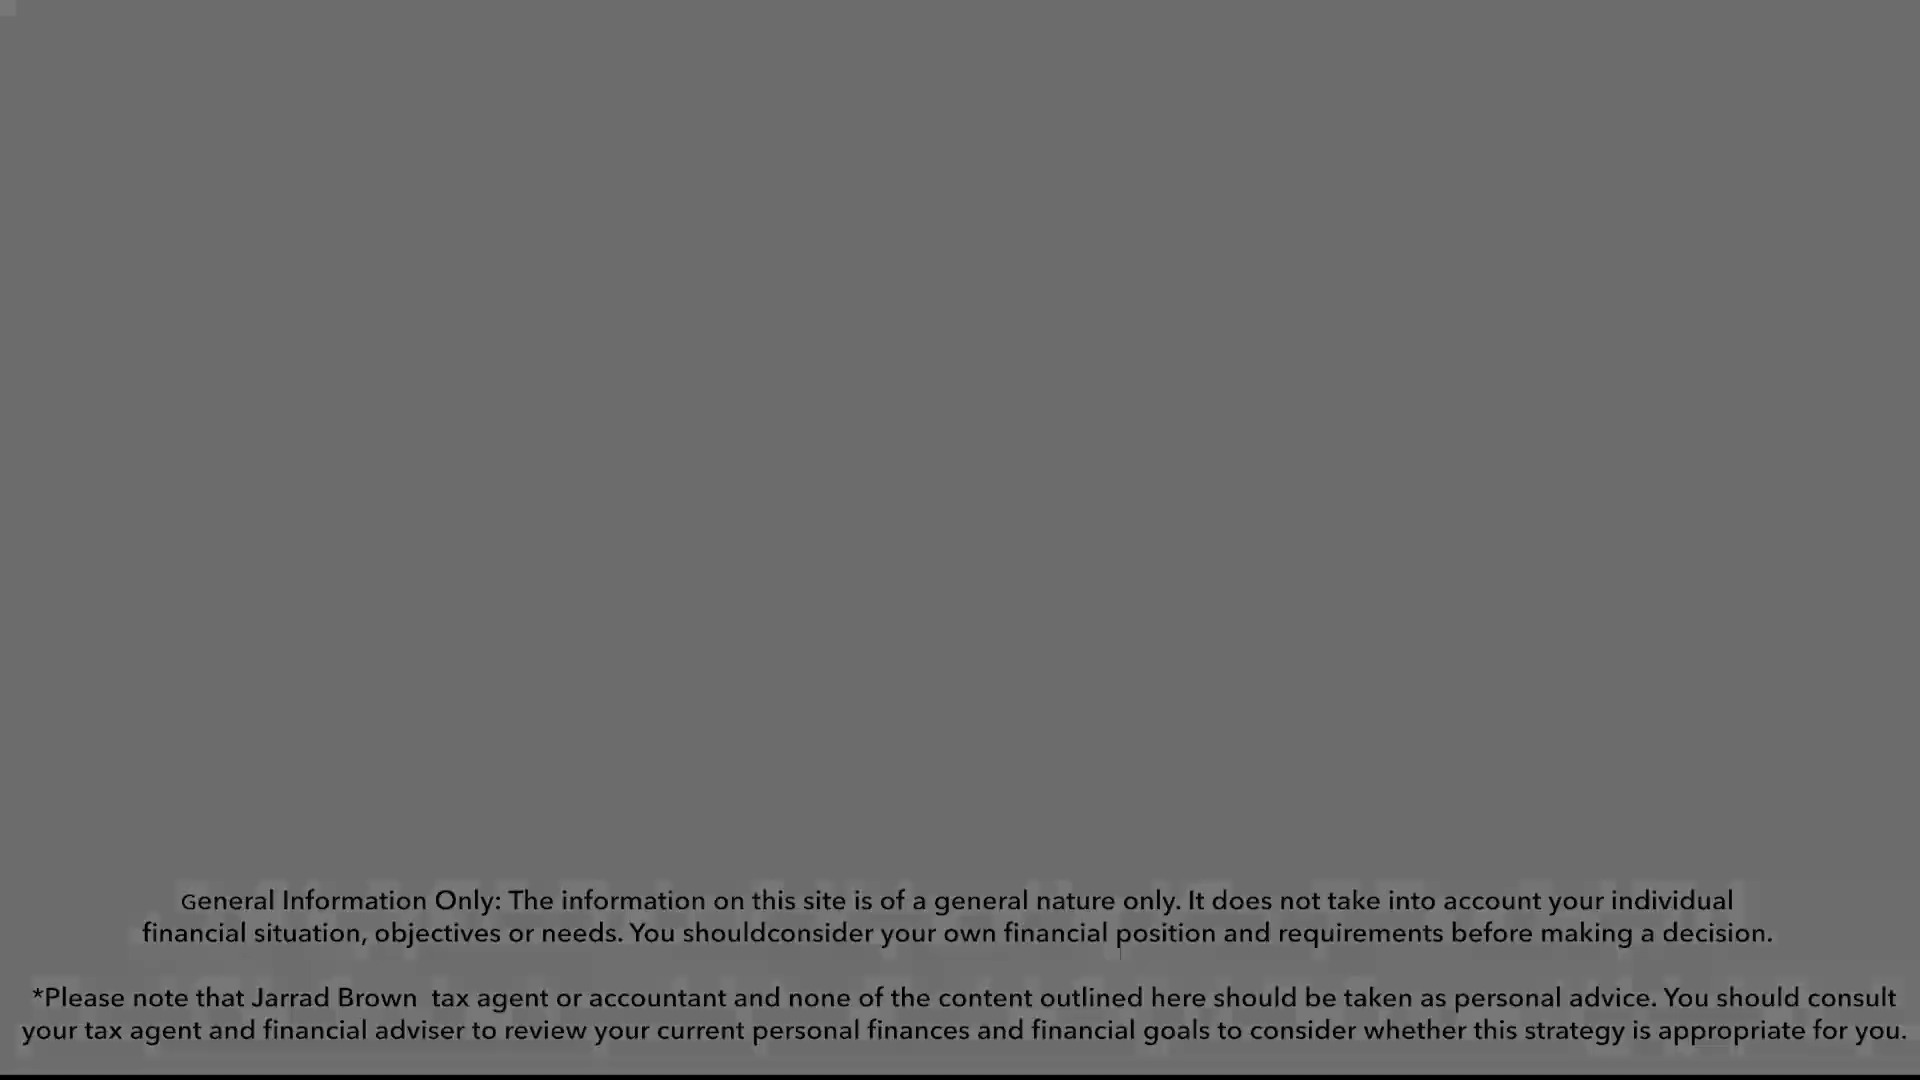 General Information Only: The information on this site is of a general nature only. It does not take into account your individual
financial situation, objectives or needs. You shouldconsider your own financial position and requirements before making a decision.
*Please note that Jarrad Brown  tax agent or accountant and none of the content outlined here should be taken as personal advice. You should consult
your tax agent and financial adviser to review your current personal finances and financial goals to consider whether this strategy is appropriate for you.